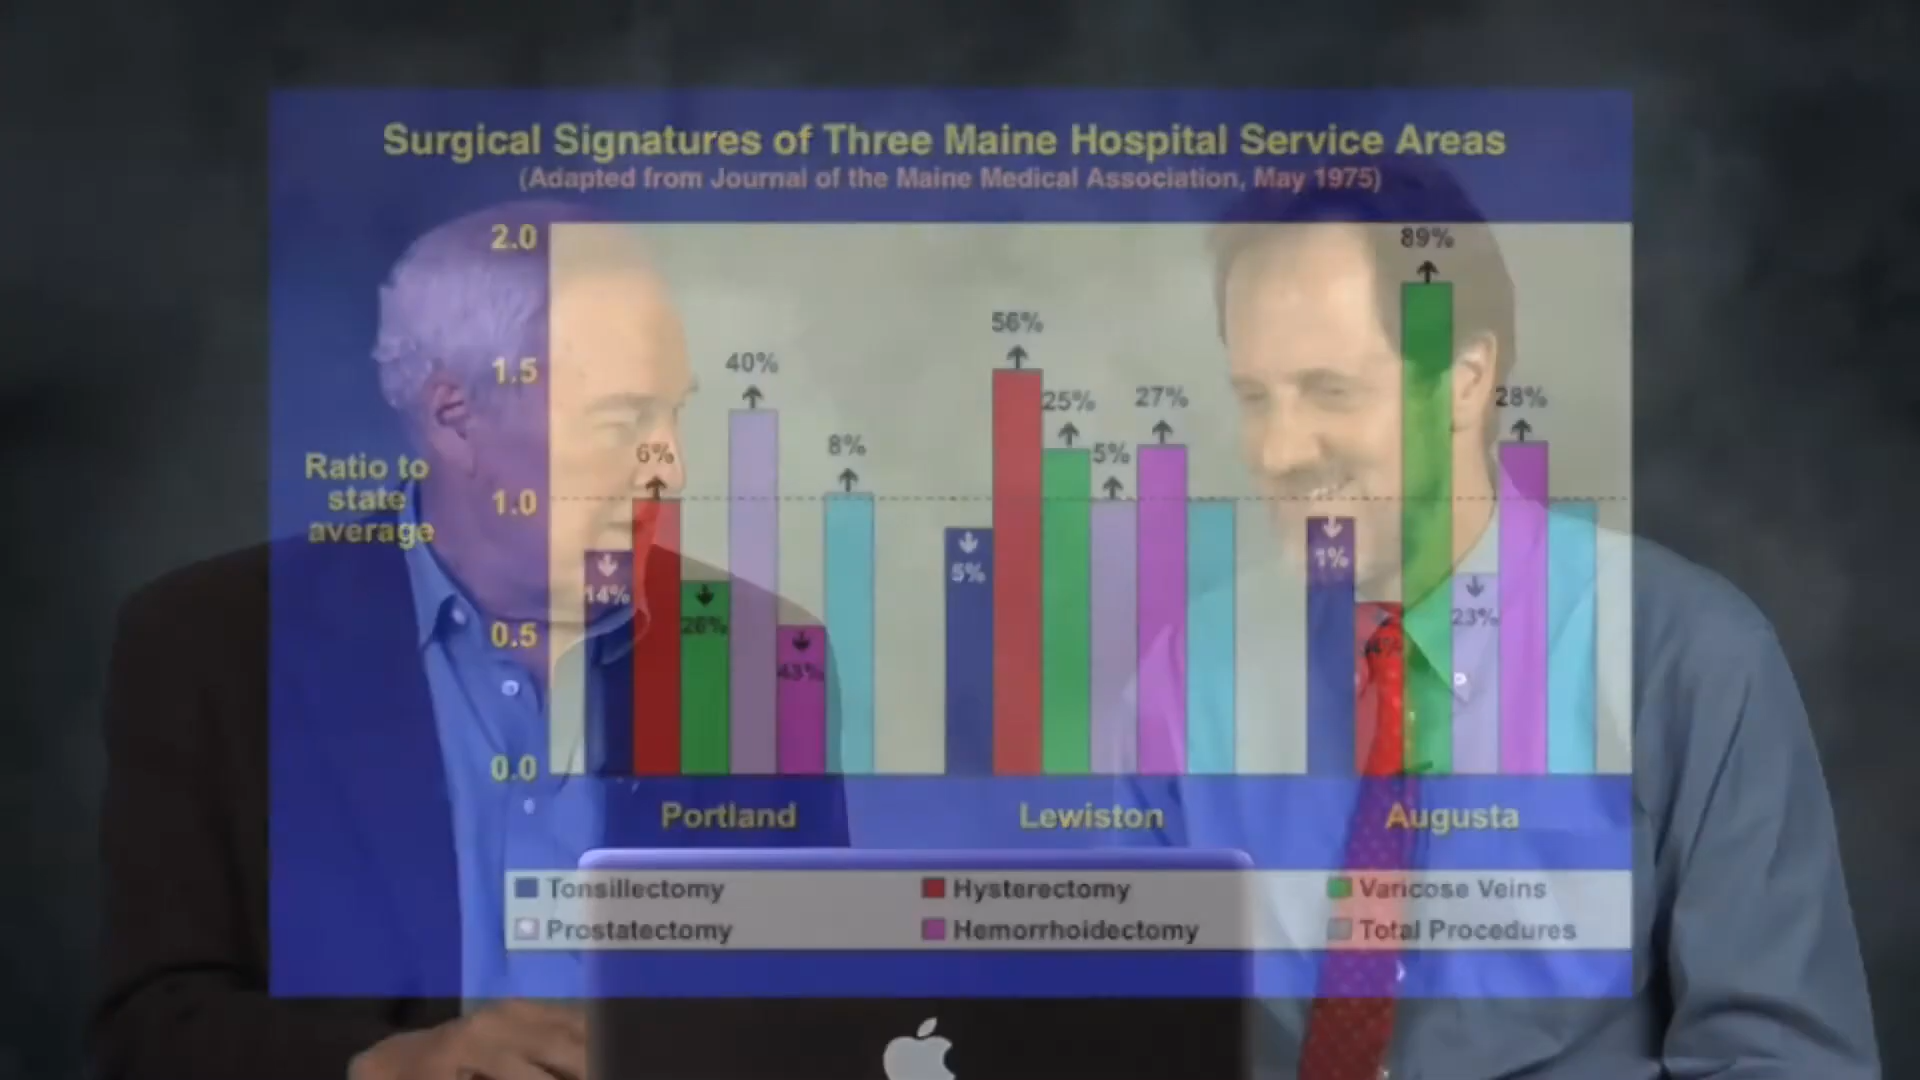 Surgical Signatures of Three Maine Hospital Service Areas
(Adapted from Journal of the Maine Medical Association, May 1975)
Ratio to
state
average
2.0
1.5
1.0
0.5
0.0
14%
6%
26%
40%
43%
8%
5%
56%
25%
5%
27%
1%
89%
23%
28%
Portland
Lewiston
Augusta
Tonsillectomy
Hysterectomy
Varicose Veins
Prostatectomy
Hemorrhoidectomy
Total Procedures